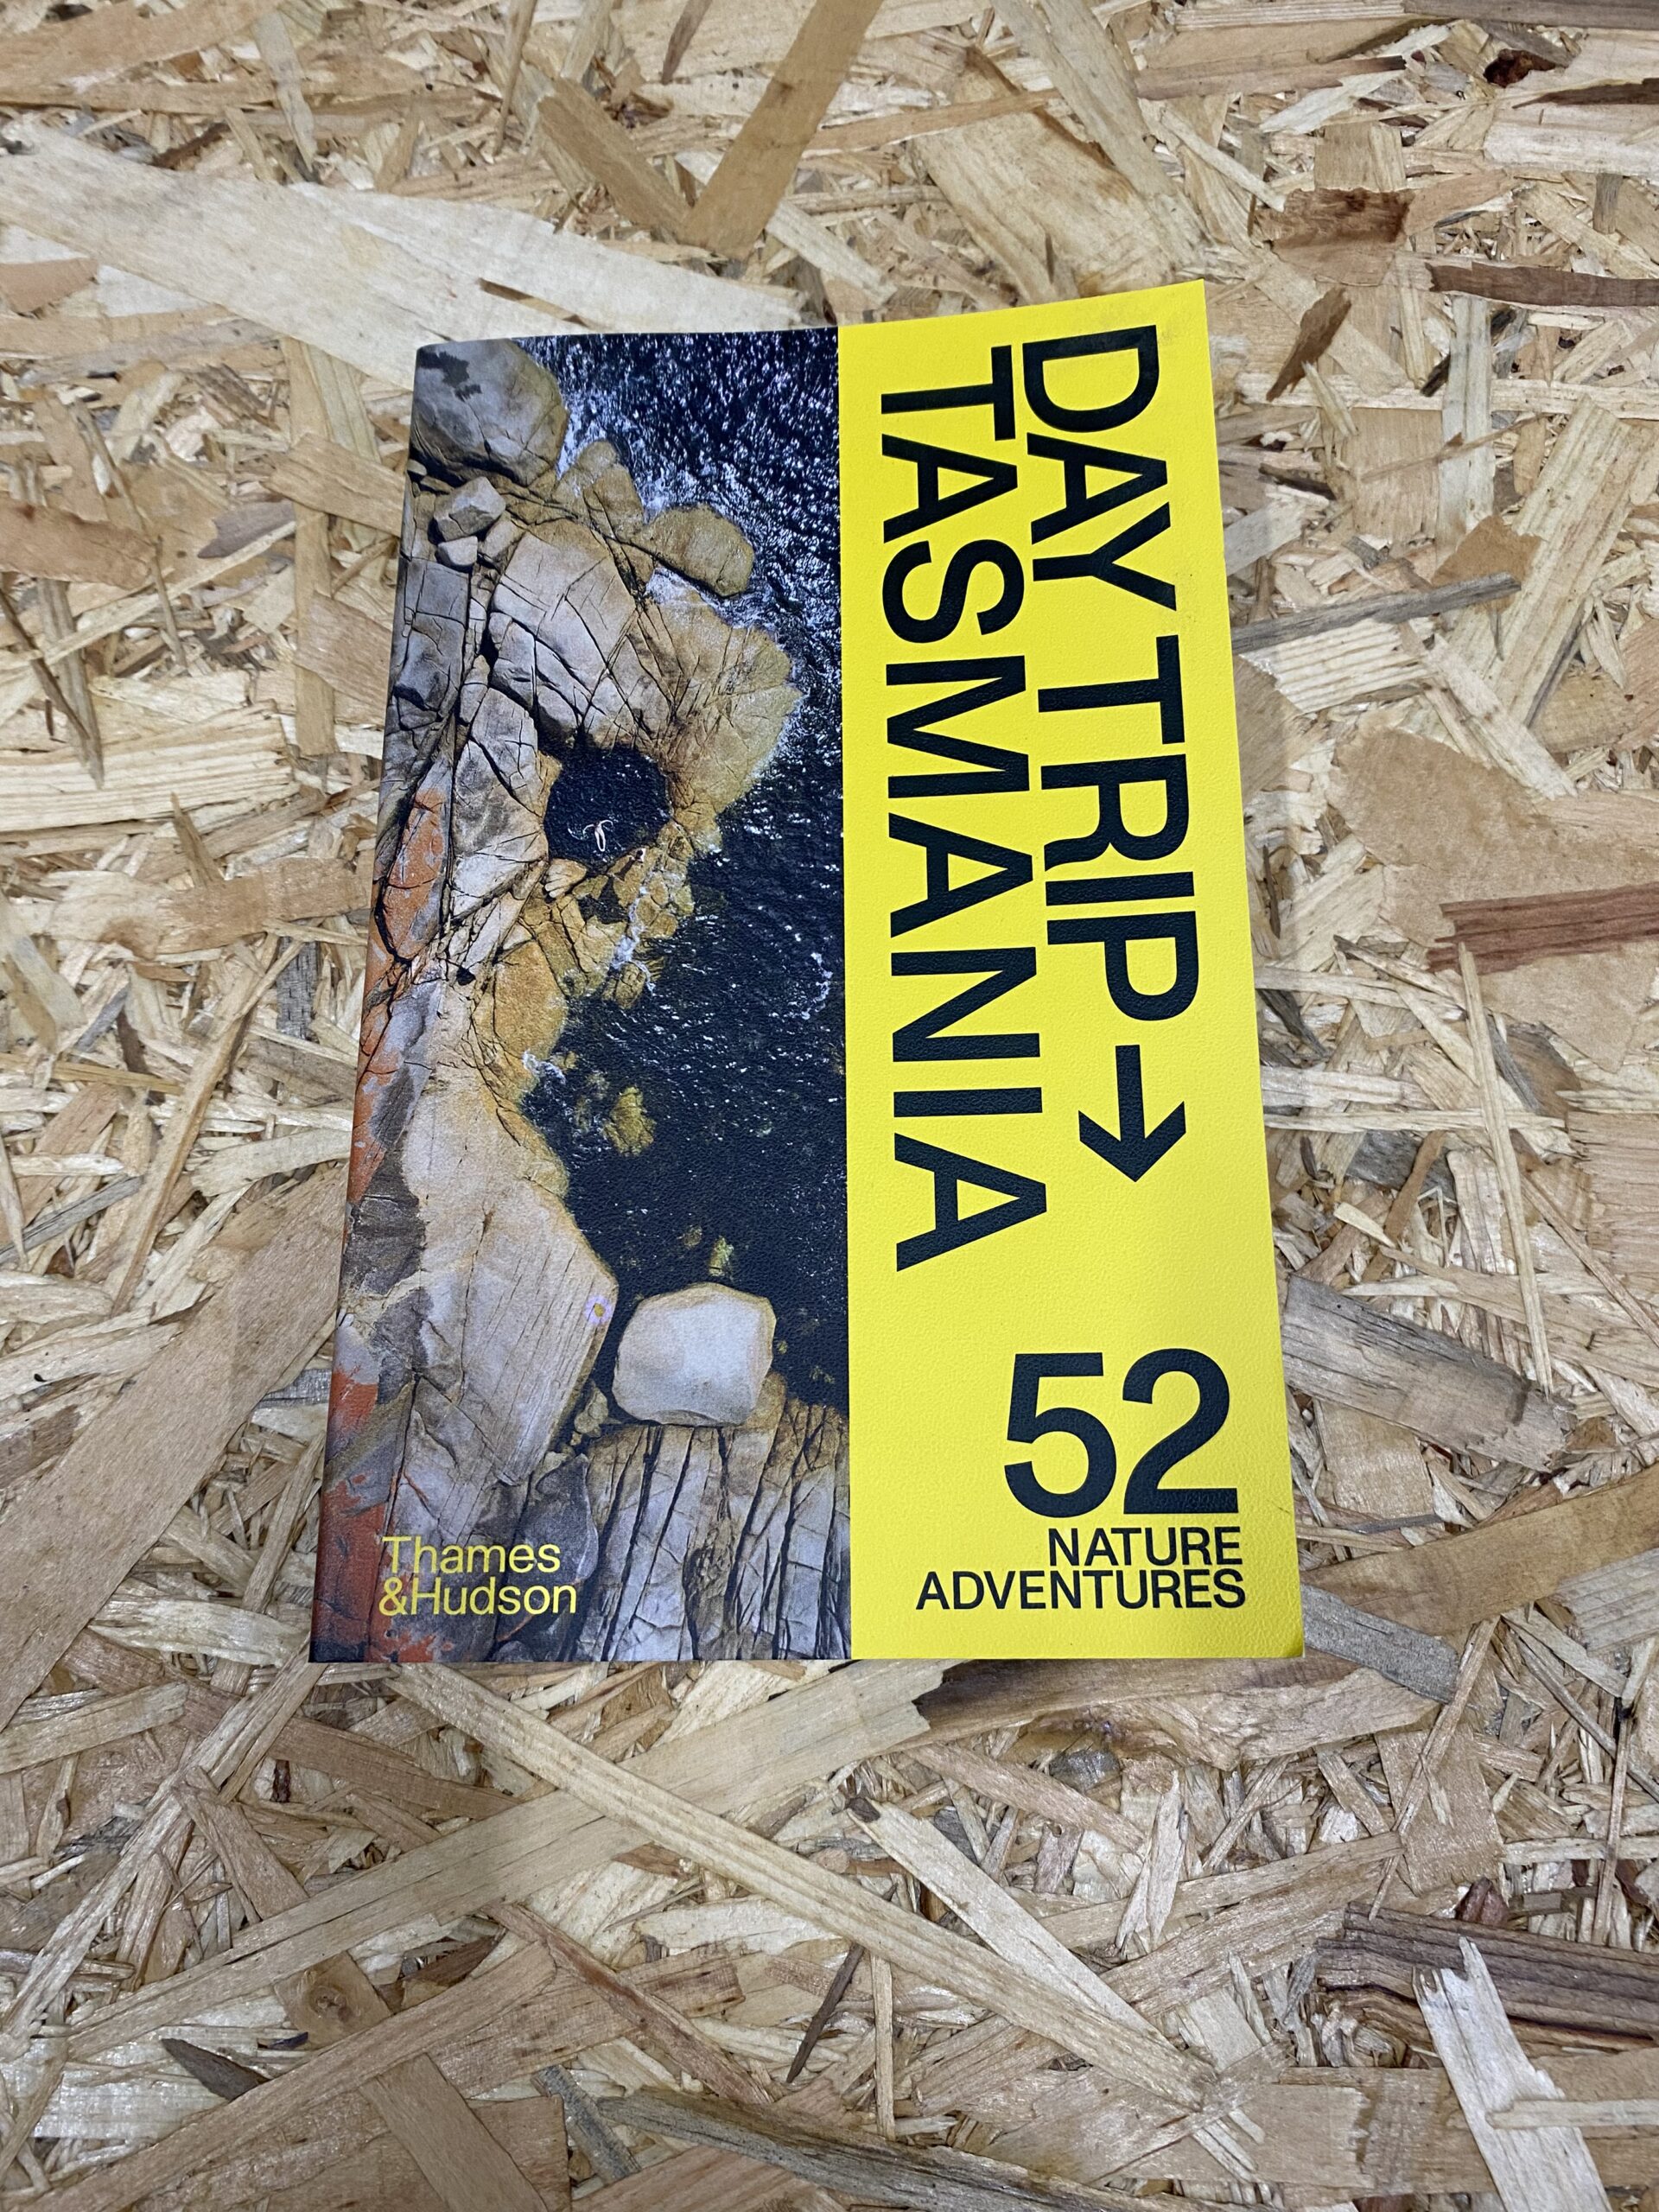 DAY TRIP →
TASMANIA
52
NATURE
ADVENTURES
Thames
&Hudson